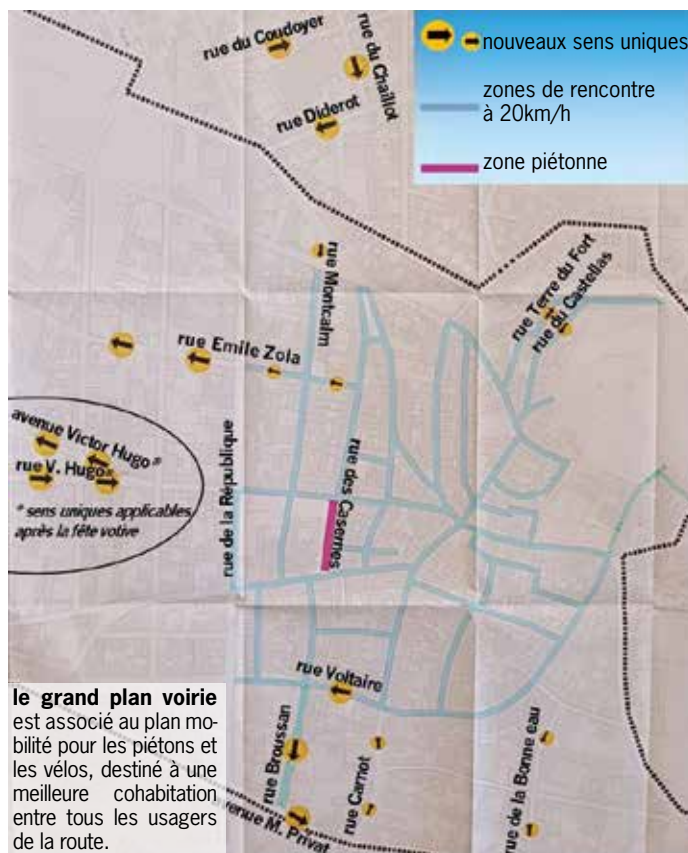 rue du Coudoyer
rue du Chaillot
rue Diderot
nouveaux sens uniques
zones de rencontre
à 20km/h
zone piétonne
rue Montcalm
rue Terre du Fort
rue du Castellas
rue Emile Zola
avenue Victor Hugo*
rue V. Hugo*
* sens uniques applicables
après la fête votive
rue de la République
rue des Casernes
rue Voltaire
rue Broussan
rue Carnot
rue de la Bonne eau
enue M. Privat
le grand plan voirie
est associé au plan mo-
bilité pour les piétons et
les vélos, destiné à une
meilleure cohabitation
entre tous les usagers
de la route.